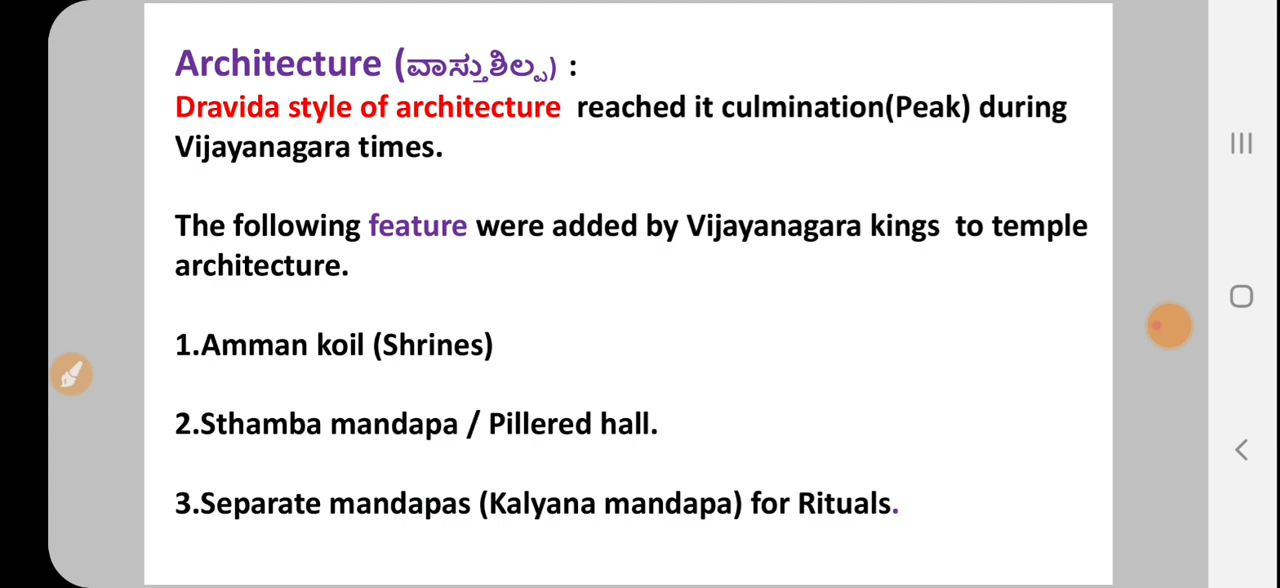 Architecture (ವಾಸ್ತುಶಿಲ್ಪ) :
Dravida style of architecture reached it culmination(Peak) during
Vijayanagara times.
The following feature were added by Vijayanagara kings to temple
architecture.
1.Amman koil (Shrines)
2.Sthamba mandapa / Pillered hall.
3.Separate mandapas (Kalyana mandapa) for Rituals.